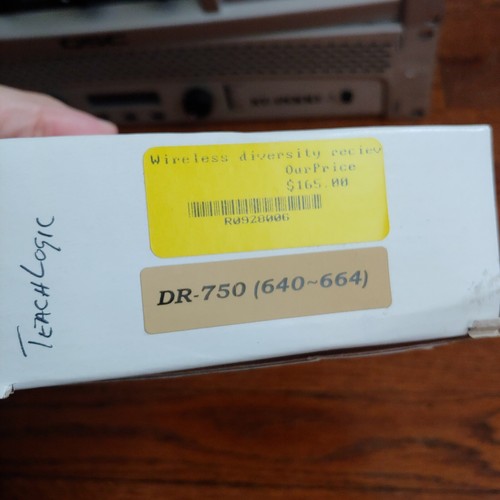 Wireless diversity reciev
OurPrice
$165.00
R0928006
DR-750 (640~664)
TEACHLOGIC